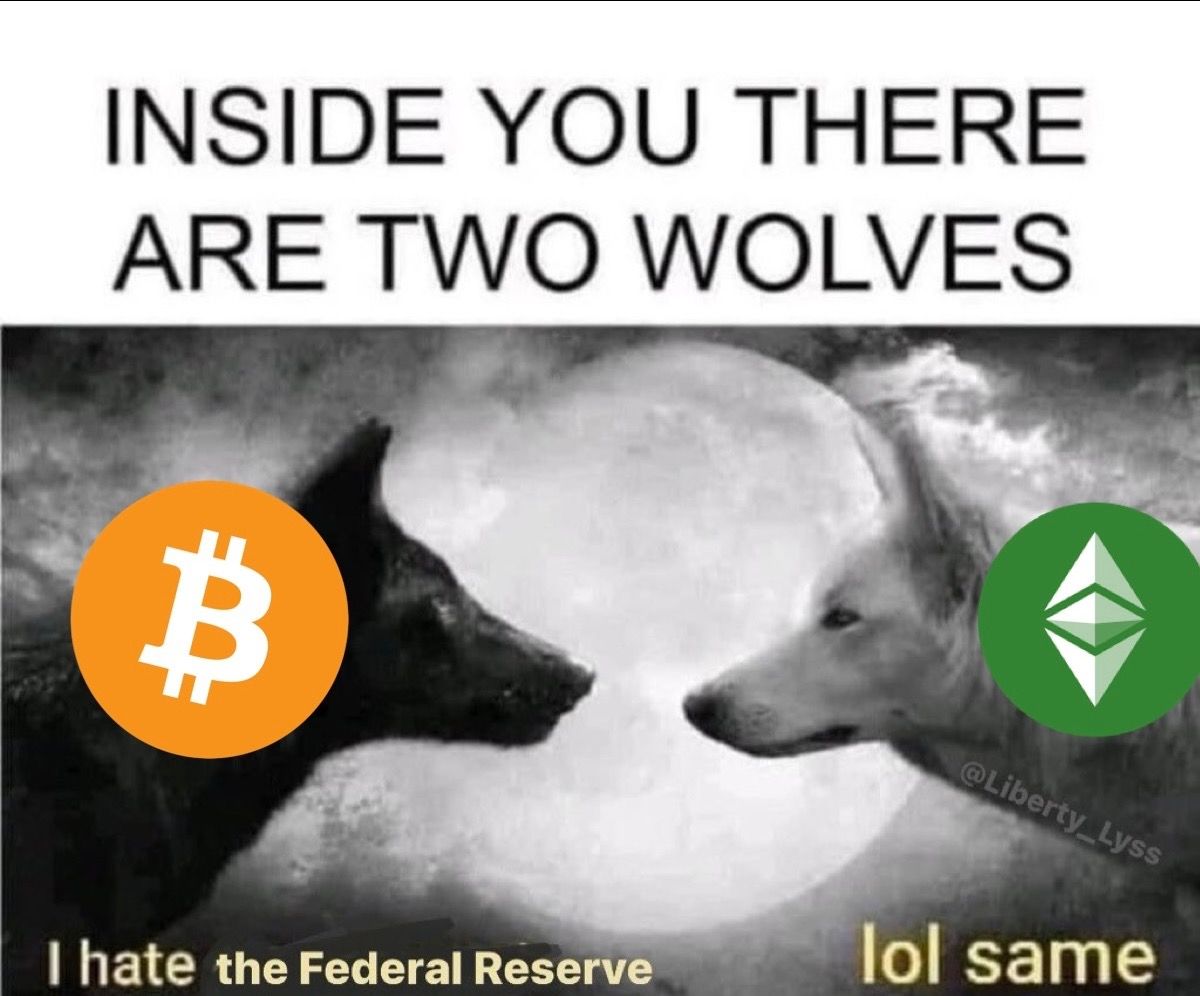 INSIDE YOU THERE
ARE TWO WOLVES
@Liberty_Lyss
I hate the Federal Reserve
lol same